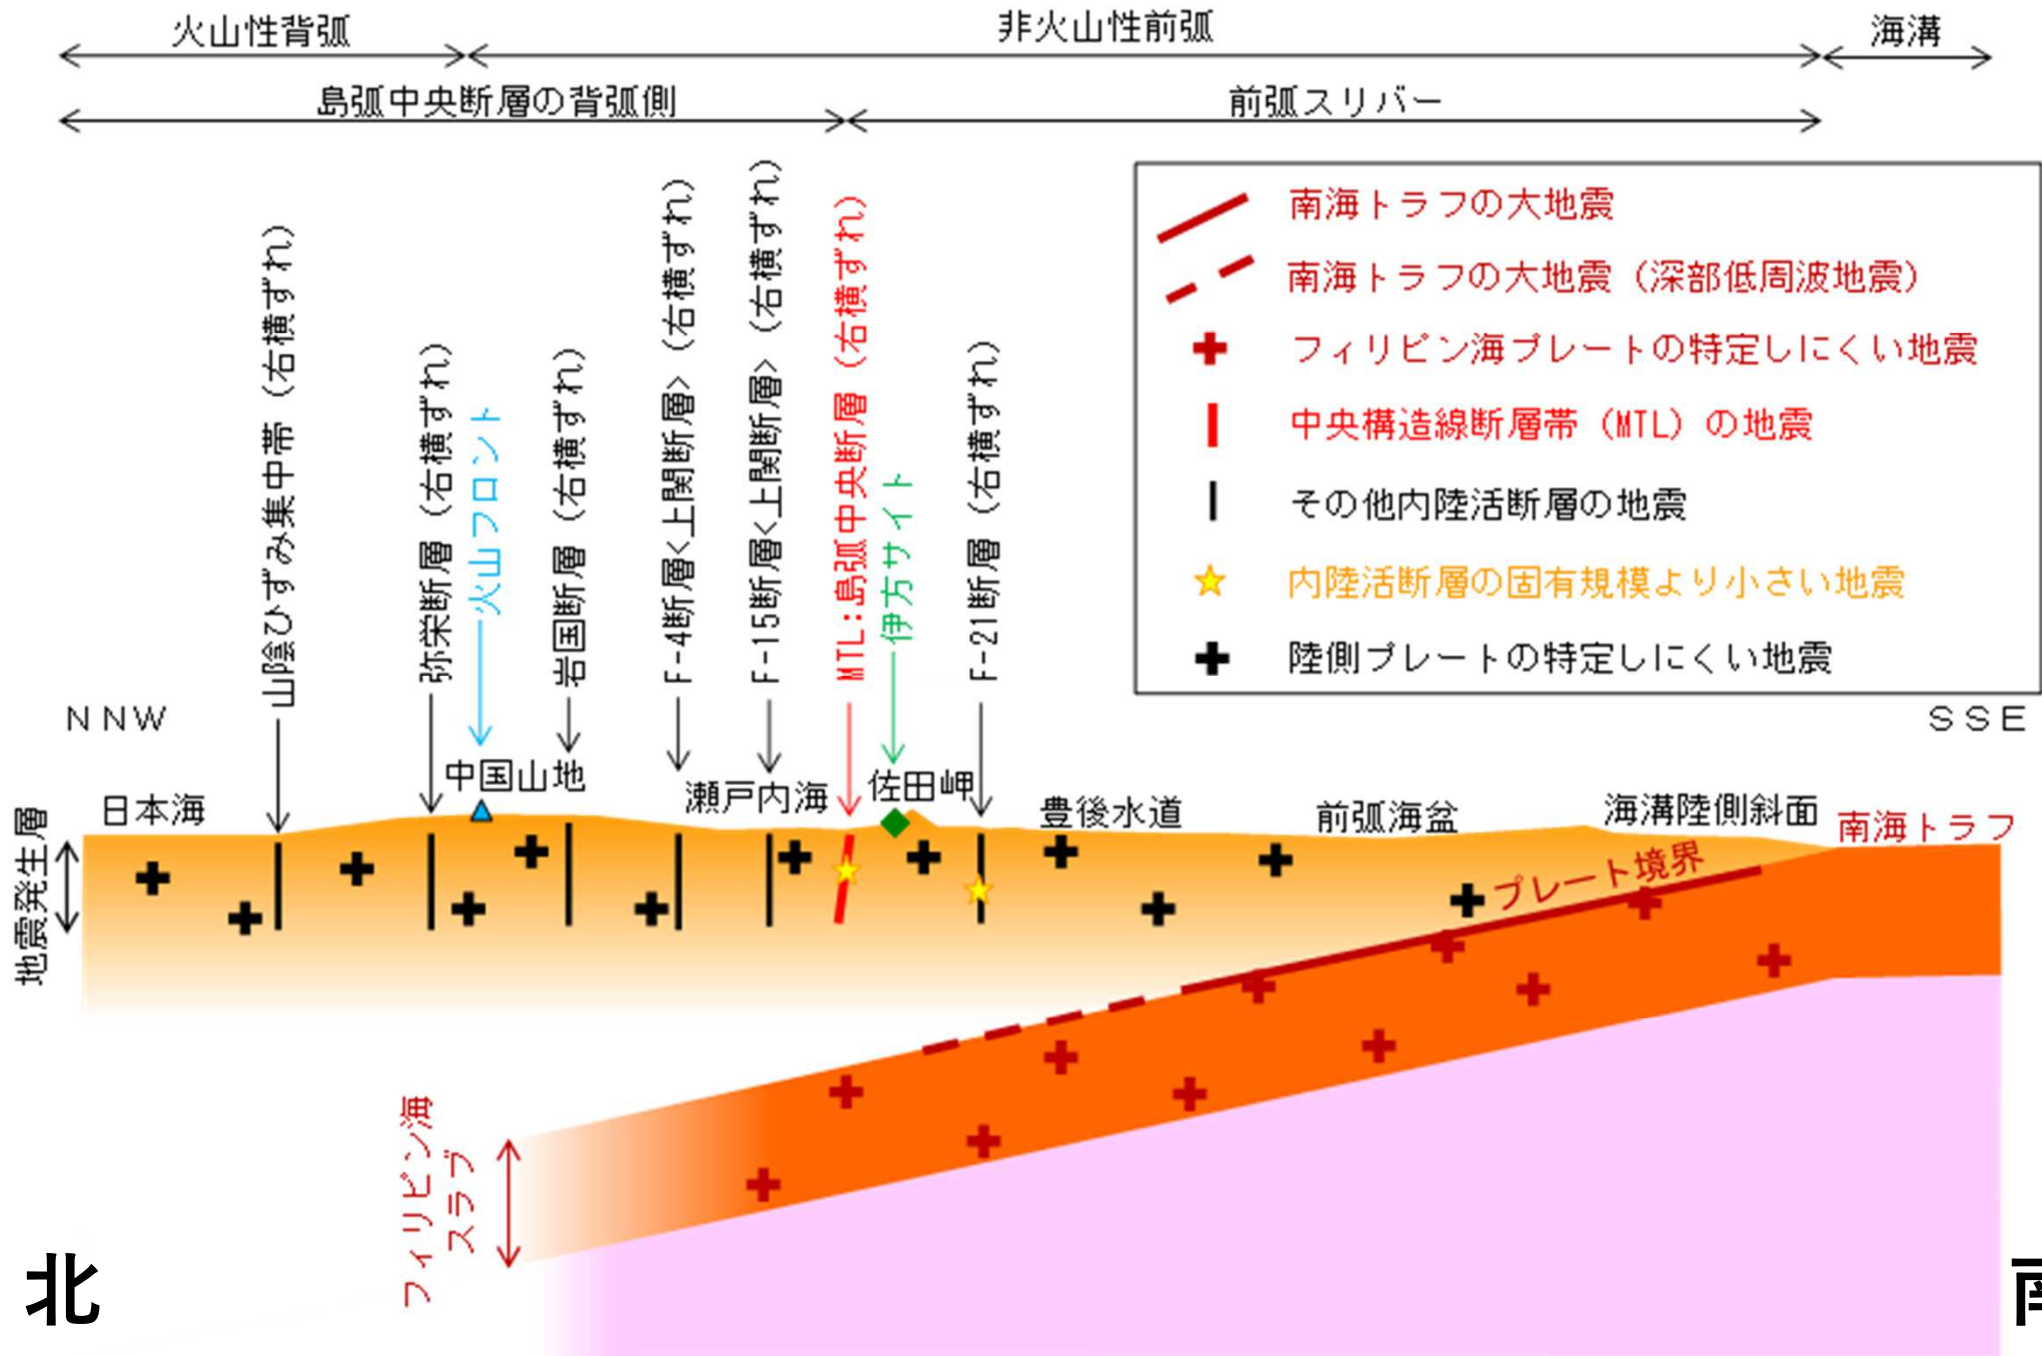 火山性背弧
非火山性前弧
海溝
島弧中央断層の背弧側
前弧スリバー
山陰ひずみ集中帯（右横ずれ）
弥栄断層（右横ずれ）
火山フロント
岩国断層（右横ずれ）
F-4断層<上関断層>（右横ずれ）
F-15断層<上関断層>（右横ずれ）
MTL:島弧中央断層（右横ずれ）
伊方サイト
F-21断層（右横ずれ）
南海トラフの大地震
南海トラフの大地震（深部低周波地震）
フィリピン海プレートの特定しにくい地震
中央構造線断層帯（MTL）の地震
その他内陸活断層の地震
内陸活断層の固有規模より小さい地震
陸側プレートの特定しにくい地震
NNW
SSE
日本海
中国山地
瀬戸内海
佐田岬
豊後水道
前弧海盆
海溝陸側斜面
南海トラフ
地震発生層
プレート境界
フィリピン海
スラブ
北
南